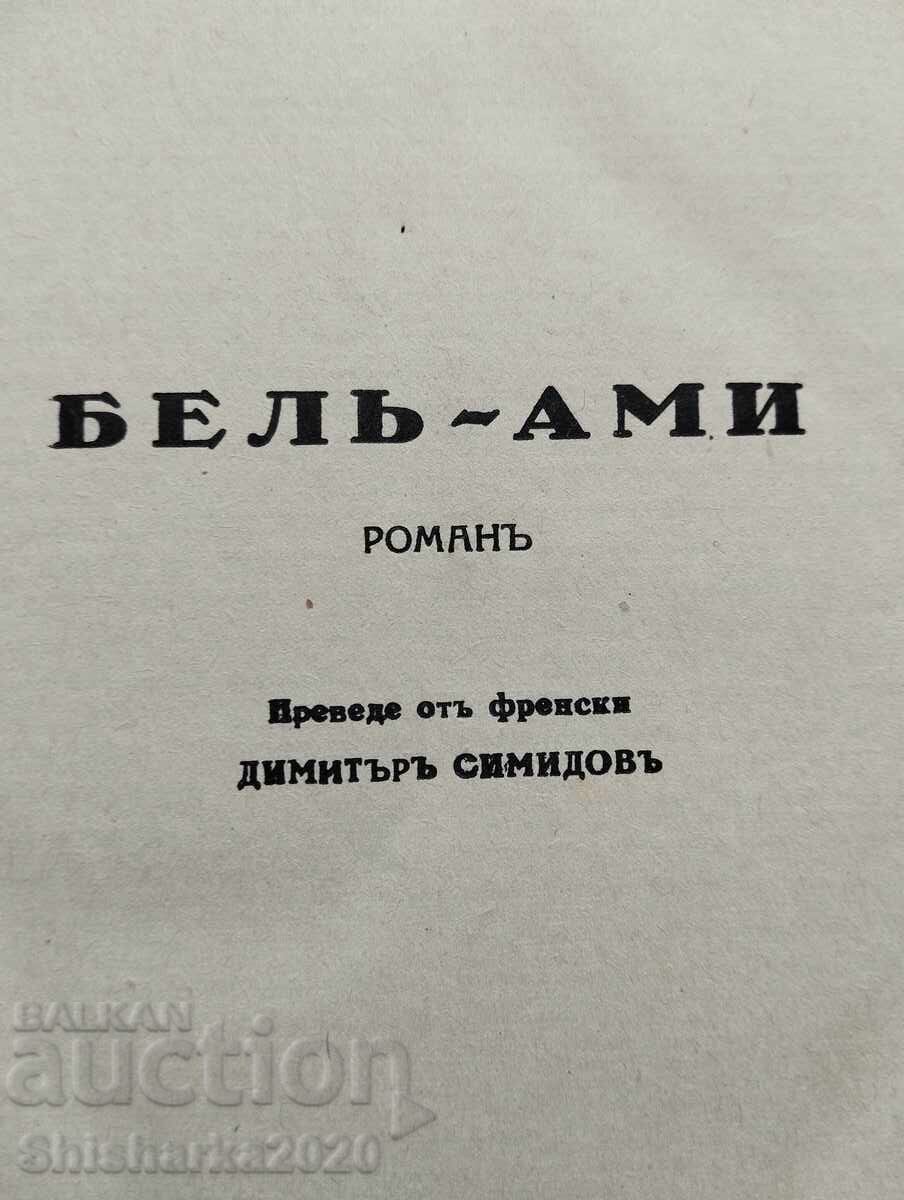 БЕЛЬ-АМИ
РОМАНЪ
Преведе отъ френски
ДИМИТЪРЪ СИМИДОВЪ
BALKAN
auction
Shisharka2020